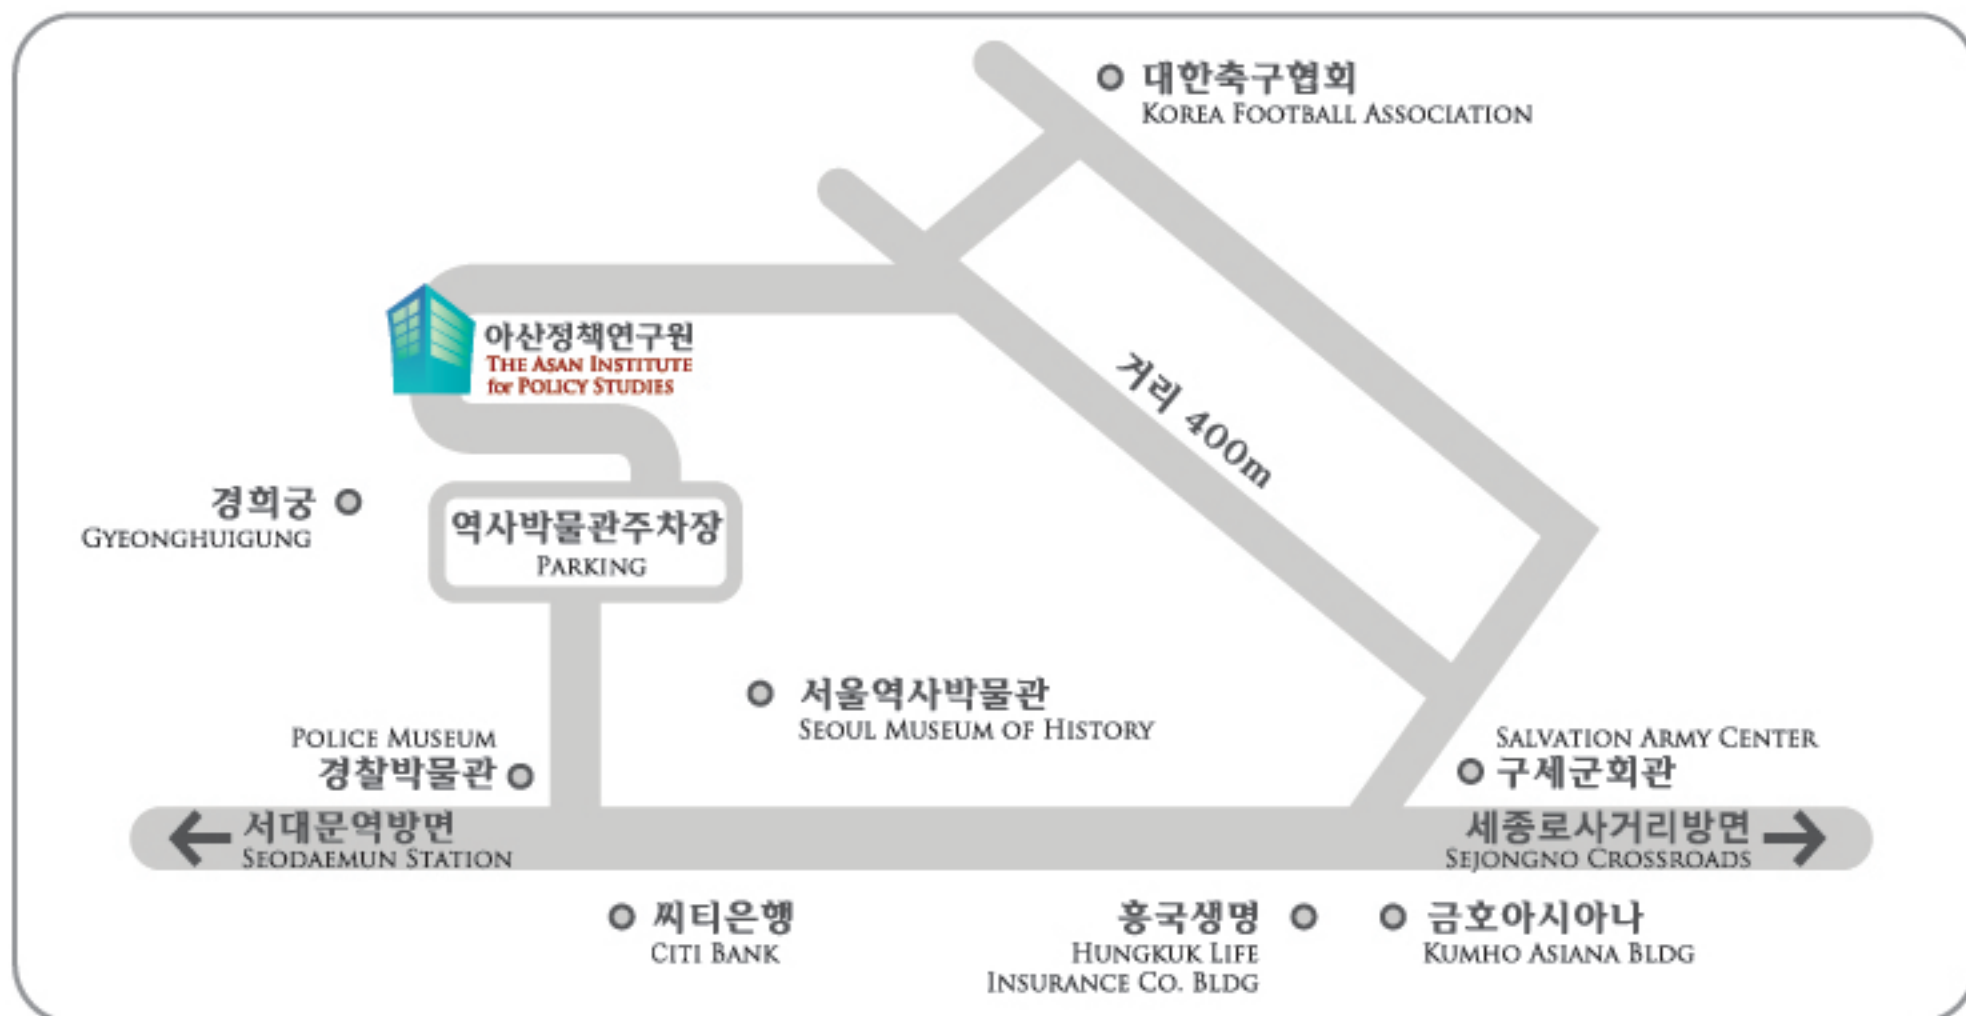 대한축구협회
KOREA FOOTBALL ASSOCIATION
아산정책연구원
THE ASAN INSTITUTE
for POLICY STUDIES
거리 400m
경희궁
GYEONGHUIGUNG
역사박물관주차장
PARKING
서울역사박물관
SEOUL MUSEUM OF HISTORY
POLICE MUSEUM
경찰박물관
SALVATION ARMY CENTER
구세군회관
서대문역방면
SEODAEMUN STATION
세종로사거리방면
SEJONGNO CROSSROADS
씨티은행
CITI BANK
흥국생명
HUNGKUK LIFE
INSURANCE CO. BLDG
금호아시아나
KUMHO ASIANA BLDG